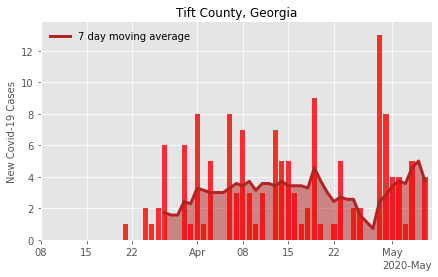 Tift County, Georgia
7 day moving average
New Covid-19 Cases
12
10
8
6
4
2
0
08
15
22
Apr
08
15
22
May
2020-May